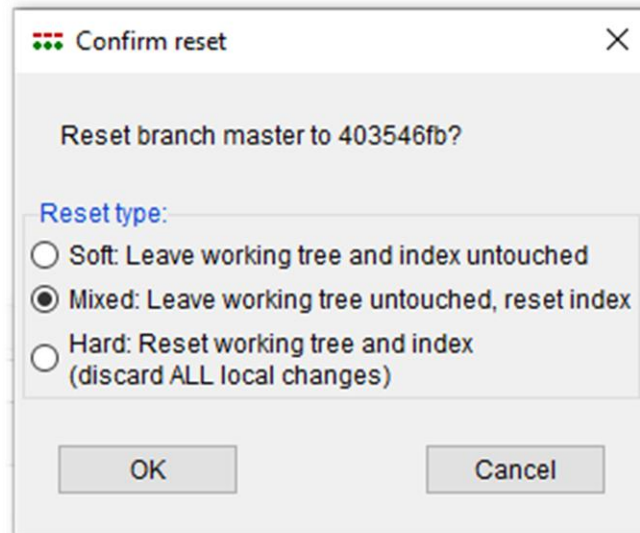 Confirm reset
Reset branch master to 403546fb?
Reset type:
Soft: Leave working tree and index untouched
Mixed: Leave working tree untouched, reset index
Hard: Reset working tree and index
(discard ALL local changes)
OK
Cancel